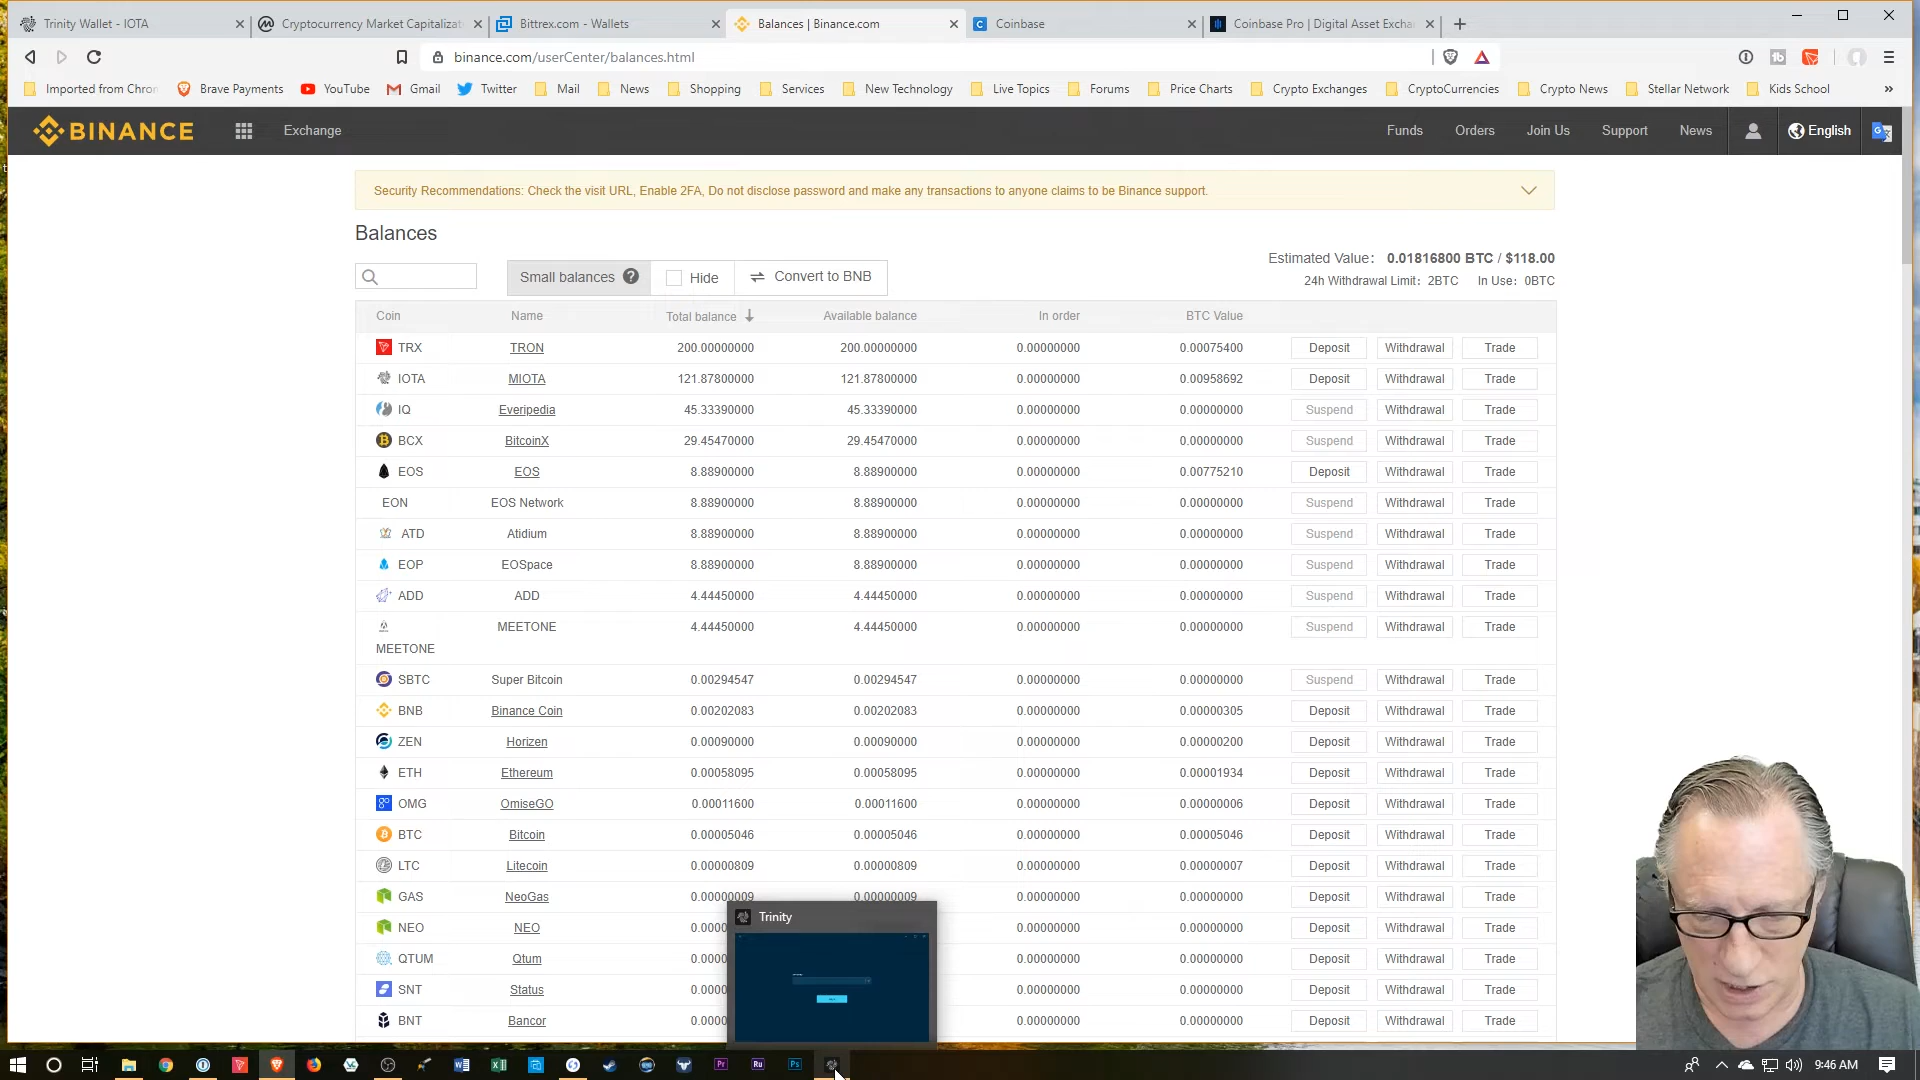 Trinity Wallet - IOTA
Cryptocurrency Market Capitalizat
Bittrex.com - Wallets
Balances | Binance.com
Coinbase
Coinbase Pro | Digital Asset Excha
binance.com/userCenter/balances.html
Imported from Chron
Brave Payments
YouTube
Gmail
Twitter
Mail
News
Shopping
Services
New Technology
Live Topics
Forums
Price Charts
Crypto Exchanges
CryptoCurrencies
Crypto News
Stellar Network
Kids School
BINANCE
Exchange
Funds
Orders
Join Us
Support
News
English
Security Recommendations: Check the visit URL, Enable 2FA, Do not disclose password and make any transactions to anyone claims to be Binance support.
Balances
Estimated Value: 0.01816800 BTC / $118.00
Small balances ? Hide Convert to BNB
24h Withdrawal Limit: 2BTC In Use: 0BTC
Coin Name Total balance Available balance In order BTC Value
TRX TRON 200.00000000 200.00000000 0.00000000 0.00075400 Deposit Withdrawal Trade
IOTA MIOTA 121.87800000 121.87800000 0.00000000 0.00958692 Deposit Withdrawal Trade
IQ Everipedia 45.33390000 45.33390000 0.00000000 0.00000000 Suspend Withdrawal Trade
BCX BitcoinX 29.45470000 29.45470000 0.00000000 0.00000000 Suspend Withdrawal Trade
EOS EOS 8.88900000 8.88900000 0.00000000 0.00775210 Deposit Withdrawal Trade
EON EOS Network 8.88900000 8.88900000 0.00000000 0.00000000 Suspend Withdrawal Trade
ATD Atidium 8.88900000 8.88900000 0.00000000 0.00000000 Suspend Withdrawal Trade
EOP EOSpace 8.88900000 8.88900000 0.00000000 0.00000000 Suspend Withdrawal Trade
ADD ADD 4.44450000 4.44450000 0.00000000 0.00000000 Suspend Withdrawal Trade
MEETONE 4.44450000 4.44450000 0.00000000 0.00000000 Suspend Withdrawal Trade
MEETONE
SBTC Super Bitcoin 0.00294547 0.00294547 0.00000000 0.00000000 Suspend Withdrawal Trade
BNB Binance Coin 0.00202083 0.00202083 0.00000000 0.00000305 Deposit Withdrawal Trade
ZEN Horizen 0.00090000 0.00090000 0.00000000 0.00000200 Deposit Withdrawal Trade
ETH Ethereum 0.00058095 0.00058095 0.00000000 0.00001934 Deposit Withdrawal Trade
OMG OmiseGO 0.00011600 0.00011600 0.00000000 0.00000006 Deposit Withdrawal Trade
BTC Bitcoin 0.00005046 0.00005046 0.00000000 0.00005046 Deposit Withdrawal Trade
LTC Litecoin 0.00000809 0.00000809 0.00000000 0.00000007 Deposit Withdrawal Trade
GAS NeoGas 0.00000009 0.00000009 0.00000000 0.00000000 Deposit Withdrawal Trade
Trinity
NEO NEO 0.0000 0.00000000 0.00000000 Deposit Withdrawal Trade
QTUM Qtum 0.0000 0.00000000 0.00000000 Deposit Withdrawal Trade
SNT Status 0.0000 0.00000000 0.00000000 Deposit Withdrawal Trade
BNT Bancor 0.0000 0.00000000 0.00000000 Deposit Withdrawal Trade
Pr
Ru
Ps
9:46 AM